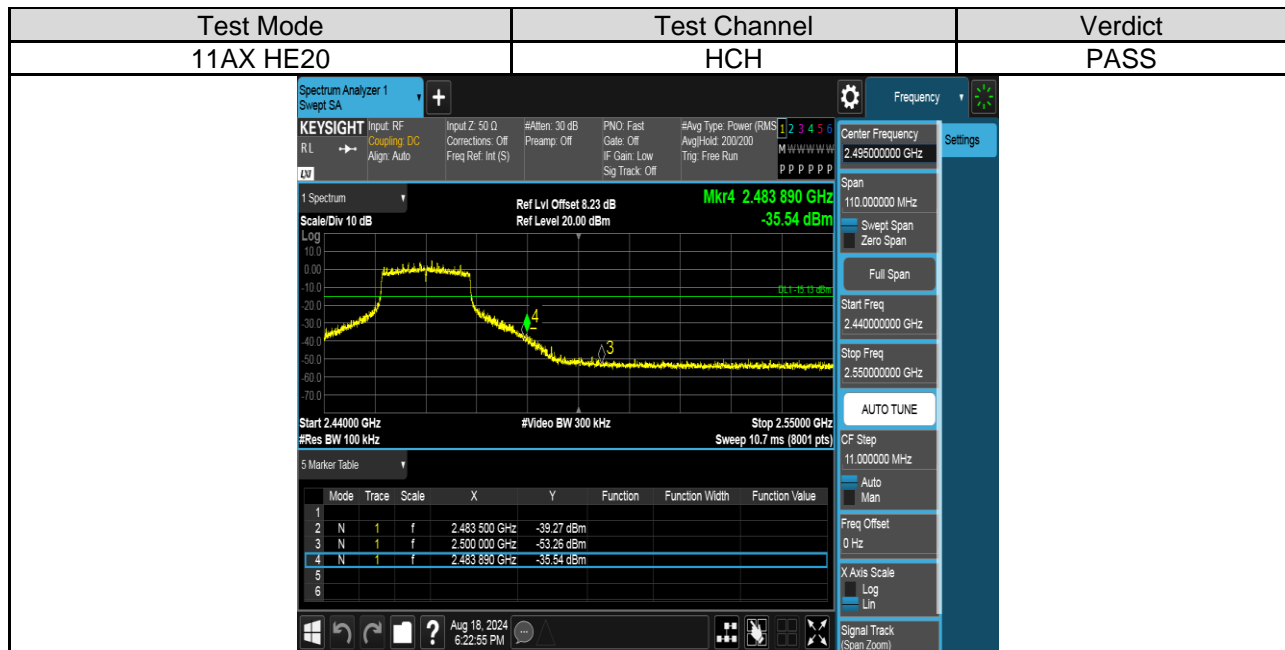 Test Mode Test Channel Verdict
11AX HE20 HCH PASS
Spectrum Analyzer 1
Swept SA
+
Frequency
KEYSIGHT
RL
LXI
Input: RF
Coupling: DC
Align: Auto
Input Z: 50 Ω
Corrections: Off
Freq Ref: Int (S)
#Atten: 30 dB
Preamp: Off
PNO: Fast
Gate: Off
IF Gain: Low
Sig Track: Off
#Avg Type: Power (RMS
Avg|Hold: 200/200
Trig: Free Run
1 2 3 4 5 6
M W W W W W
P P P P P P
1 Spectrum
Scale/Div 10 dB
Ref Lvl Offset 8.23 dB
Ref Level 20.00 dBm
Mkr4 2.483 890 GHz
-35.54 dBm
Log
10.0
0.00
-10.0
-20.0
-30.0
-40.0
-50.0
-60.0
-70.0
DL1 -15.13 dBm
4
3
Start 2.44000 GHz #Video BW 300 kHz Stop 2.55000 GHz
#Res BW 100 kHz Sweep 10.7 ms (8001 pts)
5 Marker Table
Mode Trace Scale X Y Function Function Width Function Value
1
2 N 1 f 2.483 500 GHz -39.27 dBm
3 N 1 f 2.500 000 GHz -53.26 dBm
4 N 1 f 2.483 890 GHz -35.54 dBm
5
6
?
Aug 18, 2024
6:22:55 PM
Center Frequency
2.495000000 GHz
Settings
Span
110.000000 MHz
Swept Span
Zero Span
Full Span
Start Freq
2.440000000 GHz
Stop Freq
2.550000000 GHz
AUTO TUNE
CF Step
11.000000 MHz
Auto
Man
Freq Offset
0 Hz
X Axis Scale
Log
Lin
Signal Track
(Span Zoom)